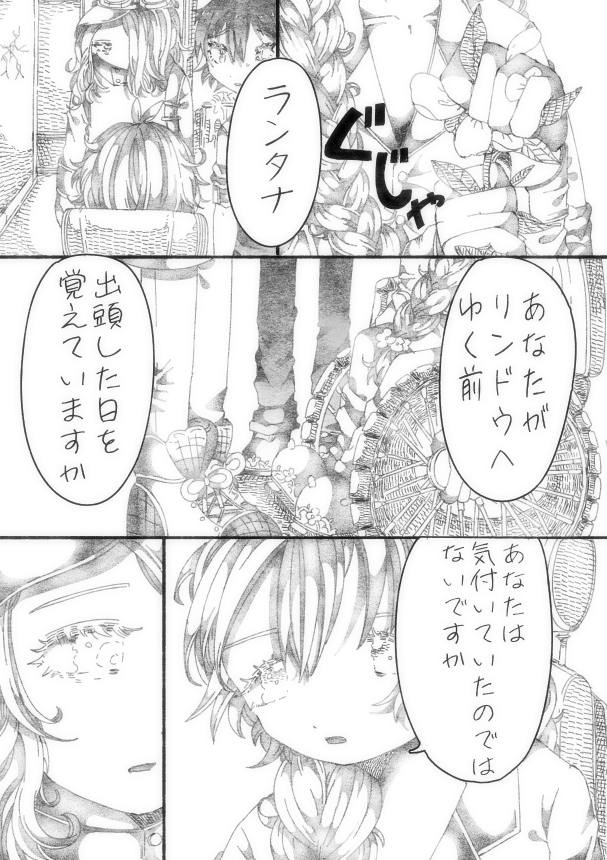 ぐじゃっ
ランタナ
あなたが
リンドウへ
ゆく前
出頭した日を
覚えていますか
あなたは
気付いていたのでは
ないですか